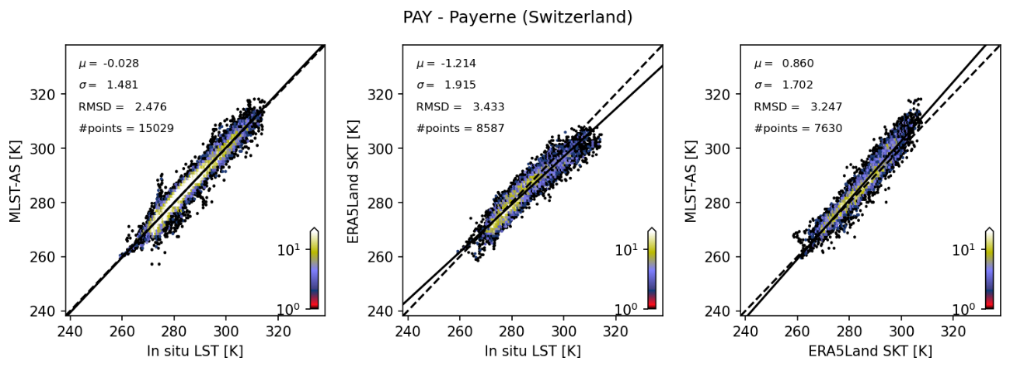 PAY - Payerne (Switzerland)
μ = -0.028
σ = 1.481
RMSD = 2.476
#points = 15029
MLST-AS [K]
320
300
280
260
240
10¹
10⁰
240 260 280 300 320
In situ LST [K]
μ = -1.214
σ = 1.915
RMSD = 3.433
#points = 8587
ERA5Land SKT [K]
320
300
280
260
240
10¹
10⁰
240 260 280 300 320
In situ LST [K]
μ = 0.860
σ = 1.702
RMSD = 3.247
#points = 7630
MLST-AS [K]
320
300
280
260
240
10¹
10⁰
240 260 280 300 320
ERA5Land SKT [K]